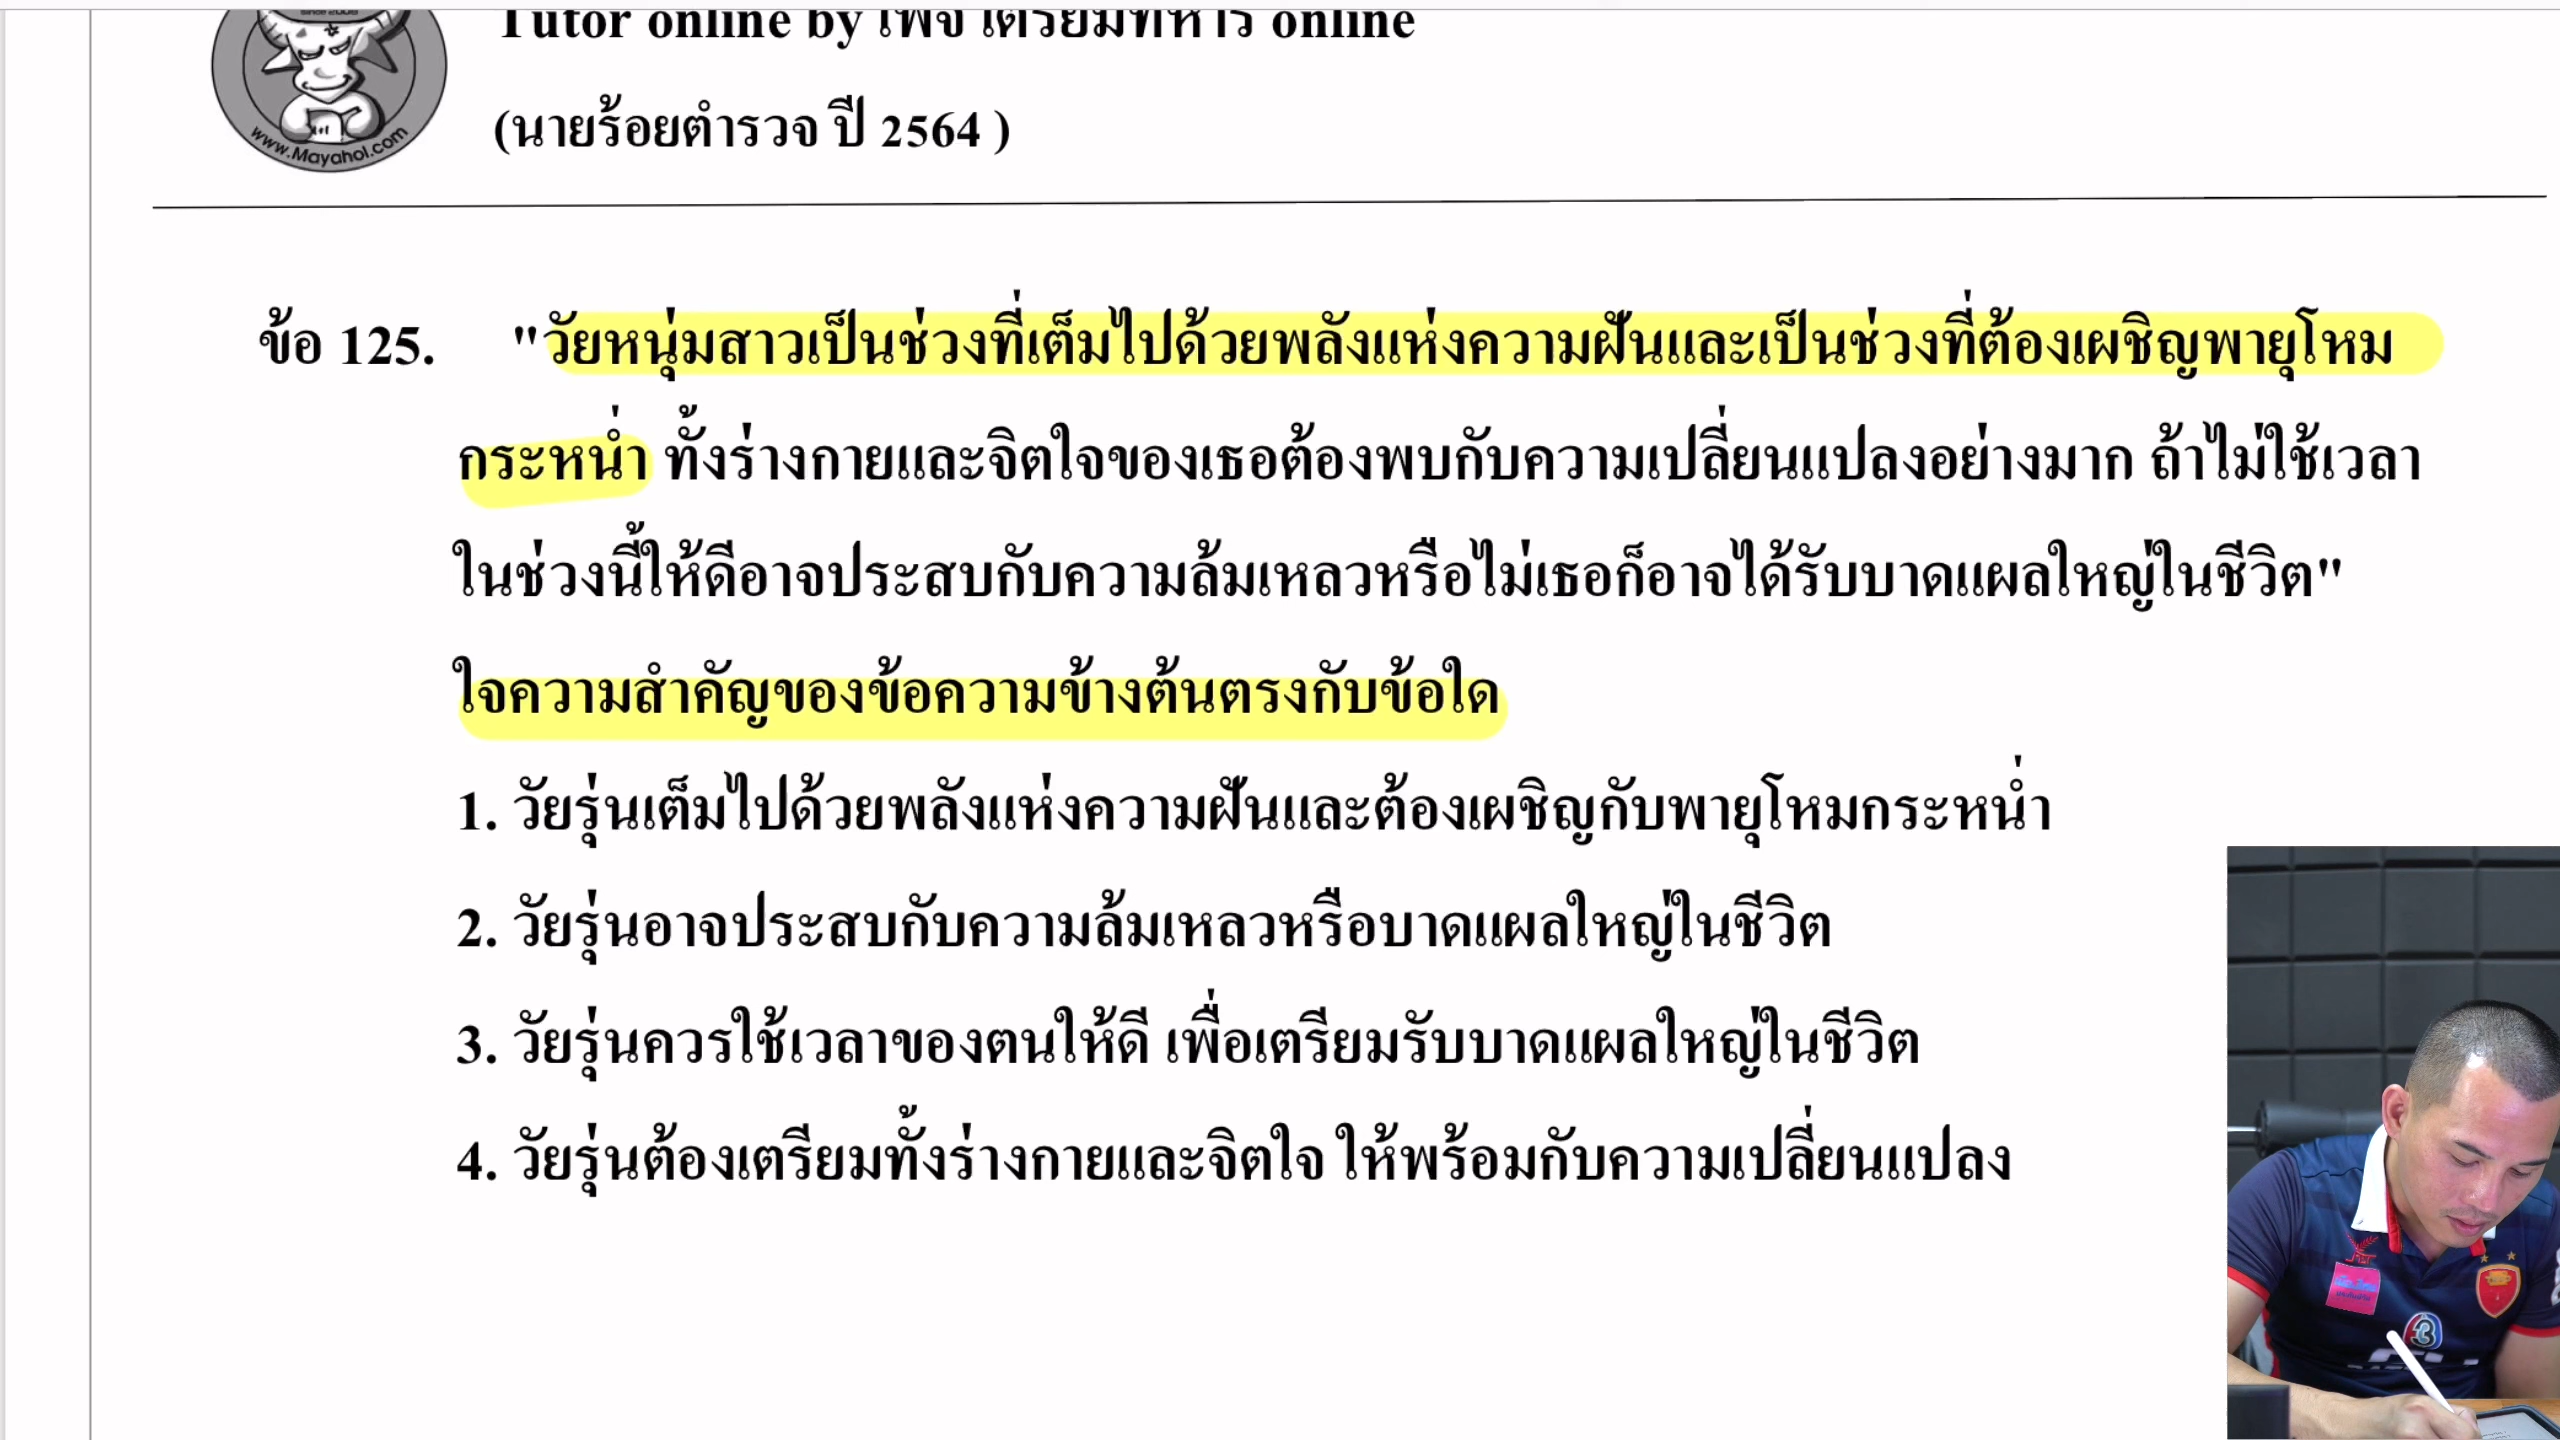 since 2008
www.Mayahol.com
Tutor online by เพจ เตรียมทหาร online
(นายร้อยตำรวจ ปี 2564 )
ข้อ 125. "วัยหนุ่มสาวเป็นช่วงที่เต็มไปด้วยพลังแห่งความฝันและเป็นช่วงที่ต้องเผชิญพายุโหม
กระหน่ำ ทั้งร่างกายและจิตใจของเธอต้องพบกับความเปลี่ยนแปลงอย่างมาก ถ้าไม่ใช้เวลา
ในช่วงนี้ให้ดีอาจประสบกับความล้มเหลวหรือไม่เธอก็อาจได้รับบาดแผลใหญ่ในชีวิต"
ใจความสำคัญของข้อความข้างต้นตรงกับข้อใด
1. วัยรุ่นเต็มไปด้วยพลังแห่งความฝันและต้องเผชิญกับพายุโหมกระหน่ำ
2. วัยรุ่นอาจประสบกับความล้มเหลวหรือบาดแผลใหญ่ในชีวิต
3. วัยรุ่นควรใช้เวลาของตนให้ดี เพื่อเตรียมรับบาดแผลใหญ่ในชีวิต
4. วัยรุ่นต้องเตรียมทั้งร่างกายและจิตใจ ให้พร้อมกับความเปลี่ยนแปลง